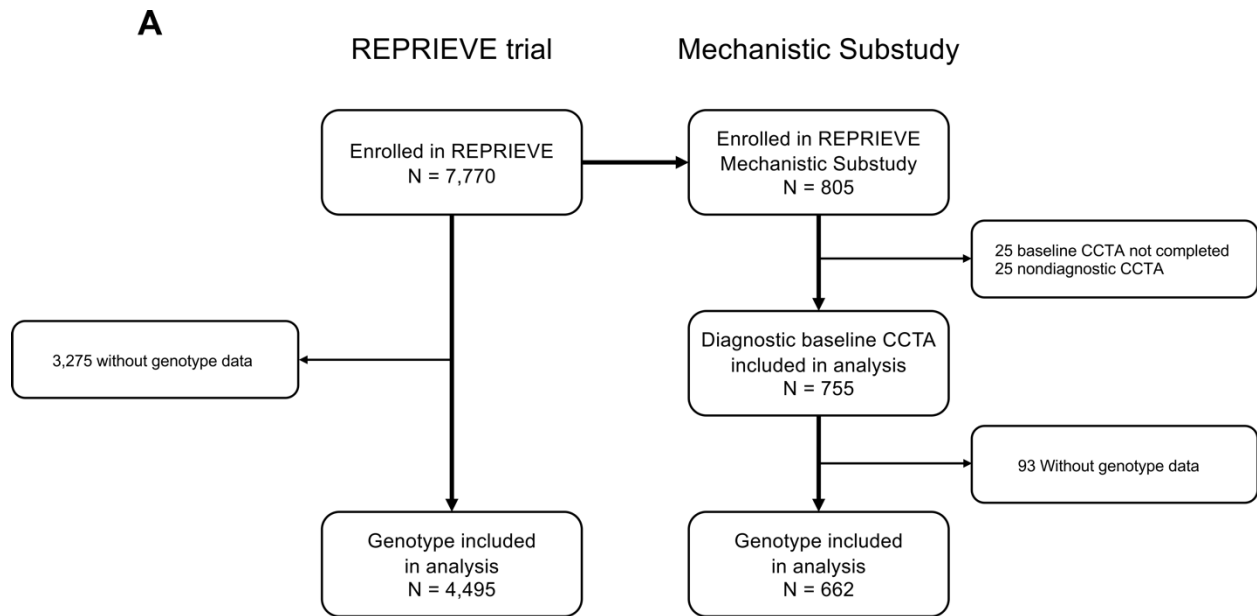 A
REPRIEVE trial
Mechanistic Substudy
Enrolled in REPRIEVE
N = 7,770
Enrolled in REPRIEVE
Mechanistic Substudy
N = 805
25 baseline CCTA not completed
25 nondiagnostic CCTA
3,275 without genotype data
Diagnostic baseline CCTA
included in analysis
N = 755
93 Without genotype data
Genotype included
in analysis
N = 4,495
Genotype included
in analysis
N = 662